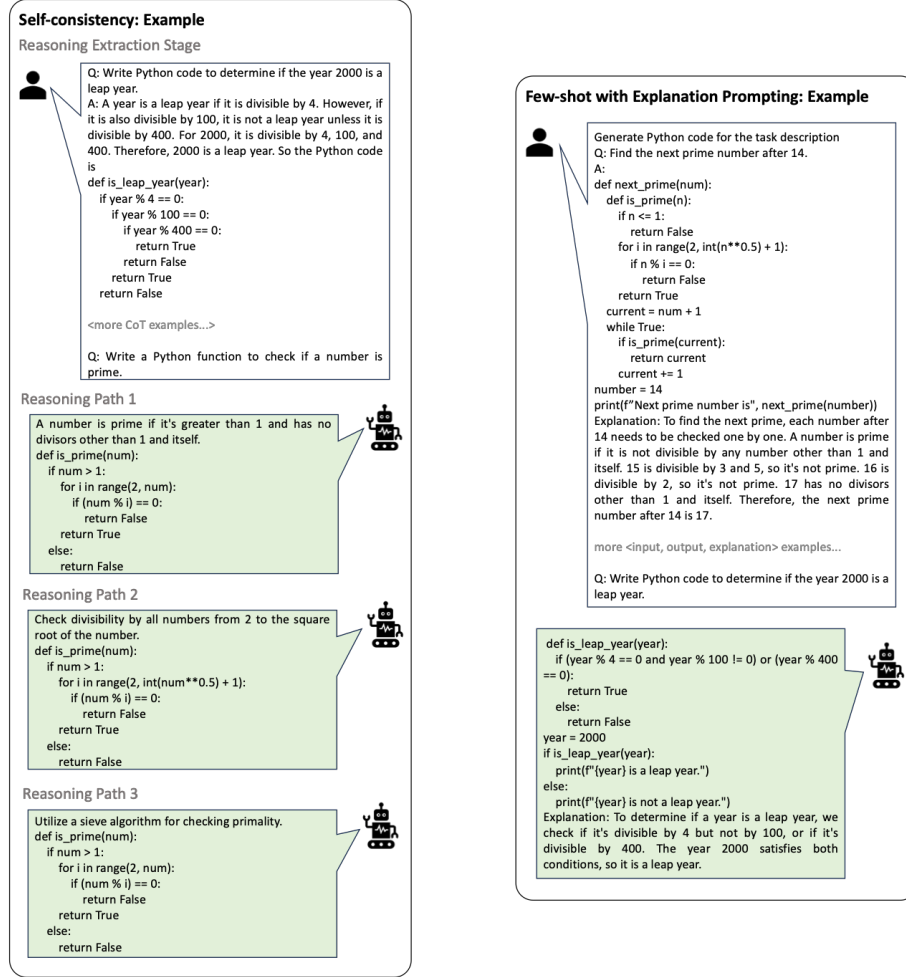 Self-consistency: Example
Reasoning Extraction Stage
Q: Write Python code to determine if the year 2000 is a
leap year.
A: A year is a leap year if it is divisible by 4. However, if
it is also divisible by 100, it is not a leap year unless it is
divisible by 400. For 2000, it is divisible by 4, 100, and
400. Therefore, 2000 is a leap year. So the Python code
is
def is_leap_year(year):
if year % 4 == 0:
if year % 100 == 0:
if year % 400 == 0:
return True
return False
return True
return False
<more CoT examples...>
Q: Write a Python function to check if a number is
prime.
Reasoning Path 1
A number is prime if it's greater than 1 and has no
divisors other than 1 and itself.
def is_prime(num):
if num > 1:
for i in range(2, num):
if (num % i) == 0:
return False
return True
else:
return False
Reasoning Path 2
Check divisibility by all numbers from 2 to the square
root of the number.
def is_prime(num):
if num > 1:
for i in range(2, int(num**0.5) + 1):
if (num % i) == 0:
return False
return True
else:
return False
Reasoning Path 3
Utilize a sieve algorithm for checking primality.
def is_prime(num):
if num > 1:
for i in range(2, num):
if (num % i) == 0:
return False
return True
else:
return False
Few-shot with Explanation Prompting: Example
Generate Python code for the task description
Q: Find the next prime number after 14.
A:
def next_prime(num):
def is_prime(n):
if n <= 1:
return False
for i in range(2, int(n**0.5) + 1):
if n % i == 0:
return False
return True
current = num + 1
while True:
if is_prime(current):
return current
current += 1
number = 14
print(f"Next prime number is", next_prime(number))
Explanation: To find the next prime, each number after
14 needs to be checked one by one. A number is prime
if it is not divisible by any number other than 1 and
itself. 15 is divisible by 3 and 5, so it's not prime. 16 is
divisible by 2, so it's not prime. 17 has no divisors
other than 1 and itself. Therefore, the next prime
number after 14 is 17.
more <input, output, explanation> examples...
Q: Write Python code to determine if the year 2000 is a
leap year.
def is_leap_year(year):
if (year % 4 == 0 and year % 100 != 0) or (year % 400
== 0):
return True
else:
return False
year = 2000
if is_leap_year(year):
print(f"{year} is a leap year.")
else:
print(f"{year} is not a leap year.")
Explanation: To determine if a year is a leap year, we
check if it's divisible by 4 but not by 100, or if it's
divisible by 400. The year 2000 satisfies both
conditions, so it is a leap year.